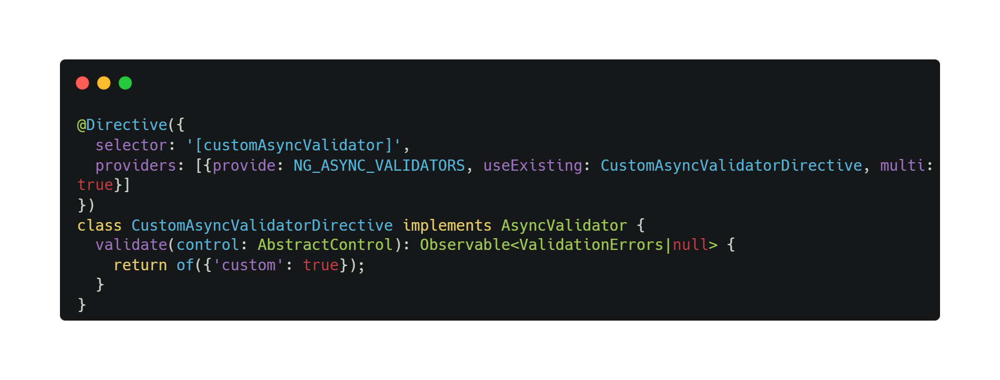 @Directive({
  selector: '[customAsyncValidator]',
  providers: [{provide: NG_ASYNC_VALIDATORS, useExisting: CustomAsyncValidatorDirective, multi:
true}]
})
class CustomAsyncValidatorDirective implements AsyncValidator {
  validate(control: AbstractControl): Observable<ValidationErrors|null> {
    return of({'custom': true});
  }
}